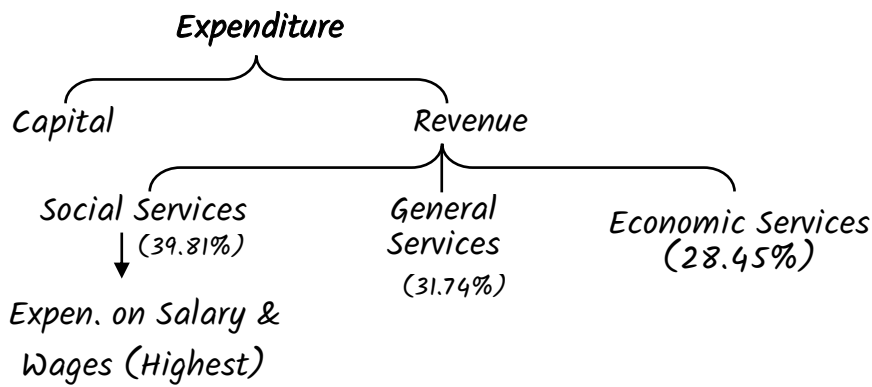 Expenditure
Capital
Revenue
Social Services
(39.81%)
Expen. on Salary &
Wages (Highest)
General
Services
(31.74%)
Economic Services
(28.45%)